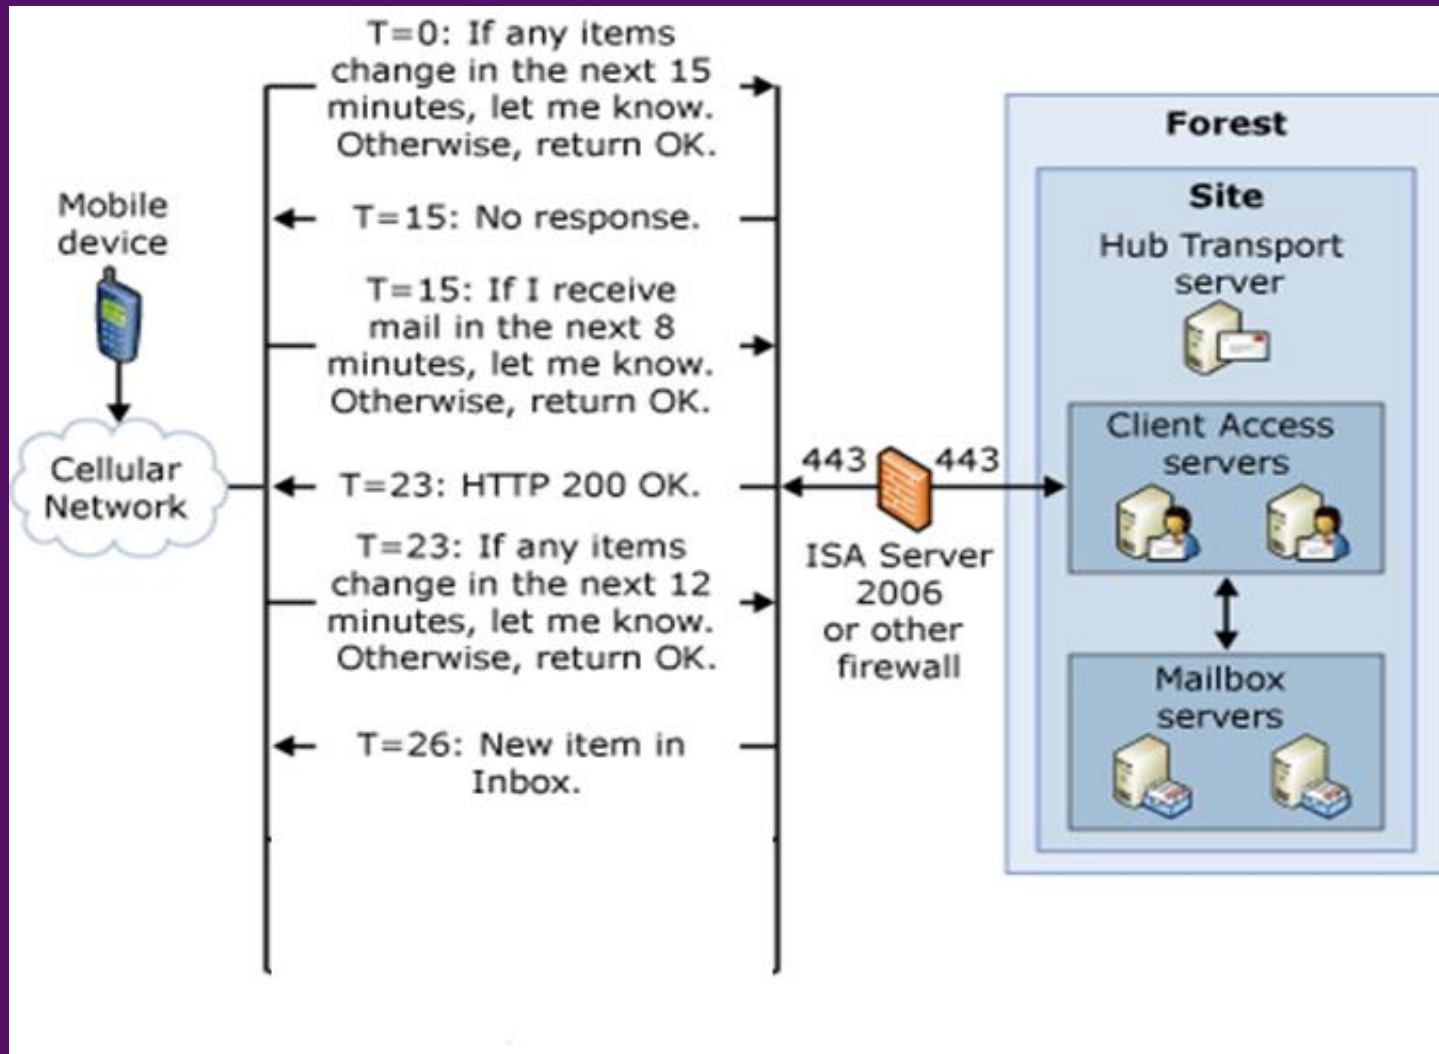 T=0: If any items
change in the next 15
minutes, let me know.
Otherwise, return OK.
T=15: No response.
T=15: If I receive
mail in the next 8
minutes, let me know.
Otherwise, return OK.
T=23: HTTP 200 OK.
T=23: If any items
change in the next 12
minutes, let me know.
Otherwise, return OK.
T=26: New item in
Inbox.
Mobile
device
Cellular
Network
443
443
ISA Server
2006
or other
firewall
Forest
Site
Hub Transport
server
Client Access
servers
Mailbox
servers